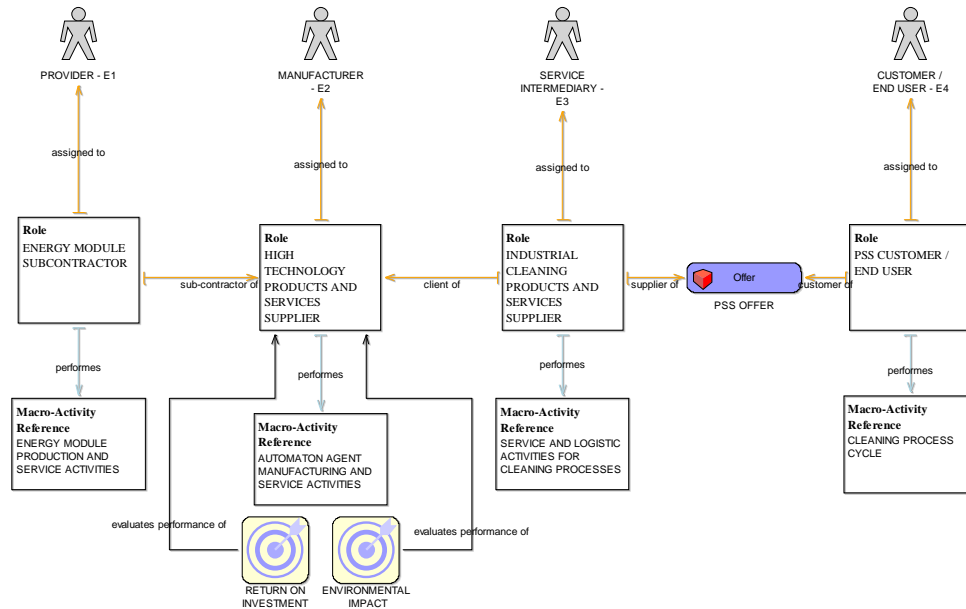 PROVIDER - E1
MANUFACTURER
- E2
SERVICE
INTERMEDIARY -
E3
CUSTOMER /
END USER - E4
assigned to
assigned to
assigned to
assigned to
Role
ENERGY MODULE
SUBCONTRACTOR
sub-contractor of
Role
HIGH
TECHNOLOGY
PRODUCTS AND
SERVICES
SUPPLIER
client of
Role
INDUSTRIAL
CLEANING
PRODUCTS AND
SERVICES
SUPPLIER
supplier of
Offer
PSS OFFER
customer of
Role
PSS CUSTOMER /
END USER
performes
performes
performes
performes
Macro-Activity
Reference
ENERGY MODULE
PRODUCTION AND
SERVICE ACTIVITIES
Macro-Activity
Reference
AUTOMATON AGENT
MANUFACTURING AND
SERVICE ACTIVITIES
Macro-Activity
Reference
SERVICE AND LOGISTIC
ACTIVITIES FOR
CLEANING PROCESSES
Macro-Activity
Reference
CLEANING PROCESS
CYCLE
evaluates performance of
evaluates performance of
RETURN ON
INVESTMENT
ENVIRONMENTAL
IMPACT